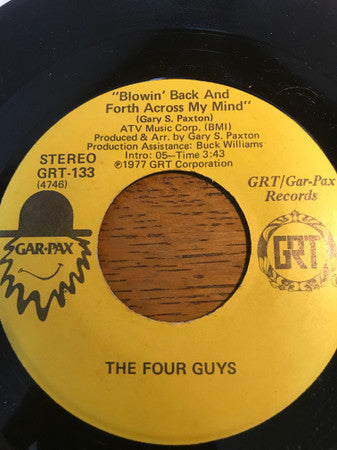 "Blowin' Back And
Forth Across My Mind"
(Gary S. Paxton)
ATV Music Corp. (BMI)
Produced & Arr. by Gary S. Paxton
Production Assistance: Buck Williams
Intro: 05—Time 3:43
℗1977 GRT Corporation
STEREO
GRT-133
(4746)
GRT/Gar-Pax
Records
GAR-PAX
GRT
THE FOUR GUYS